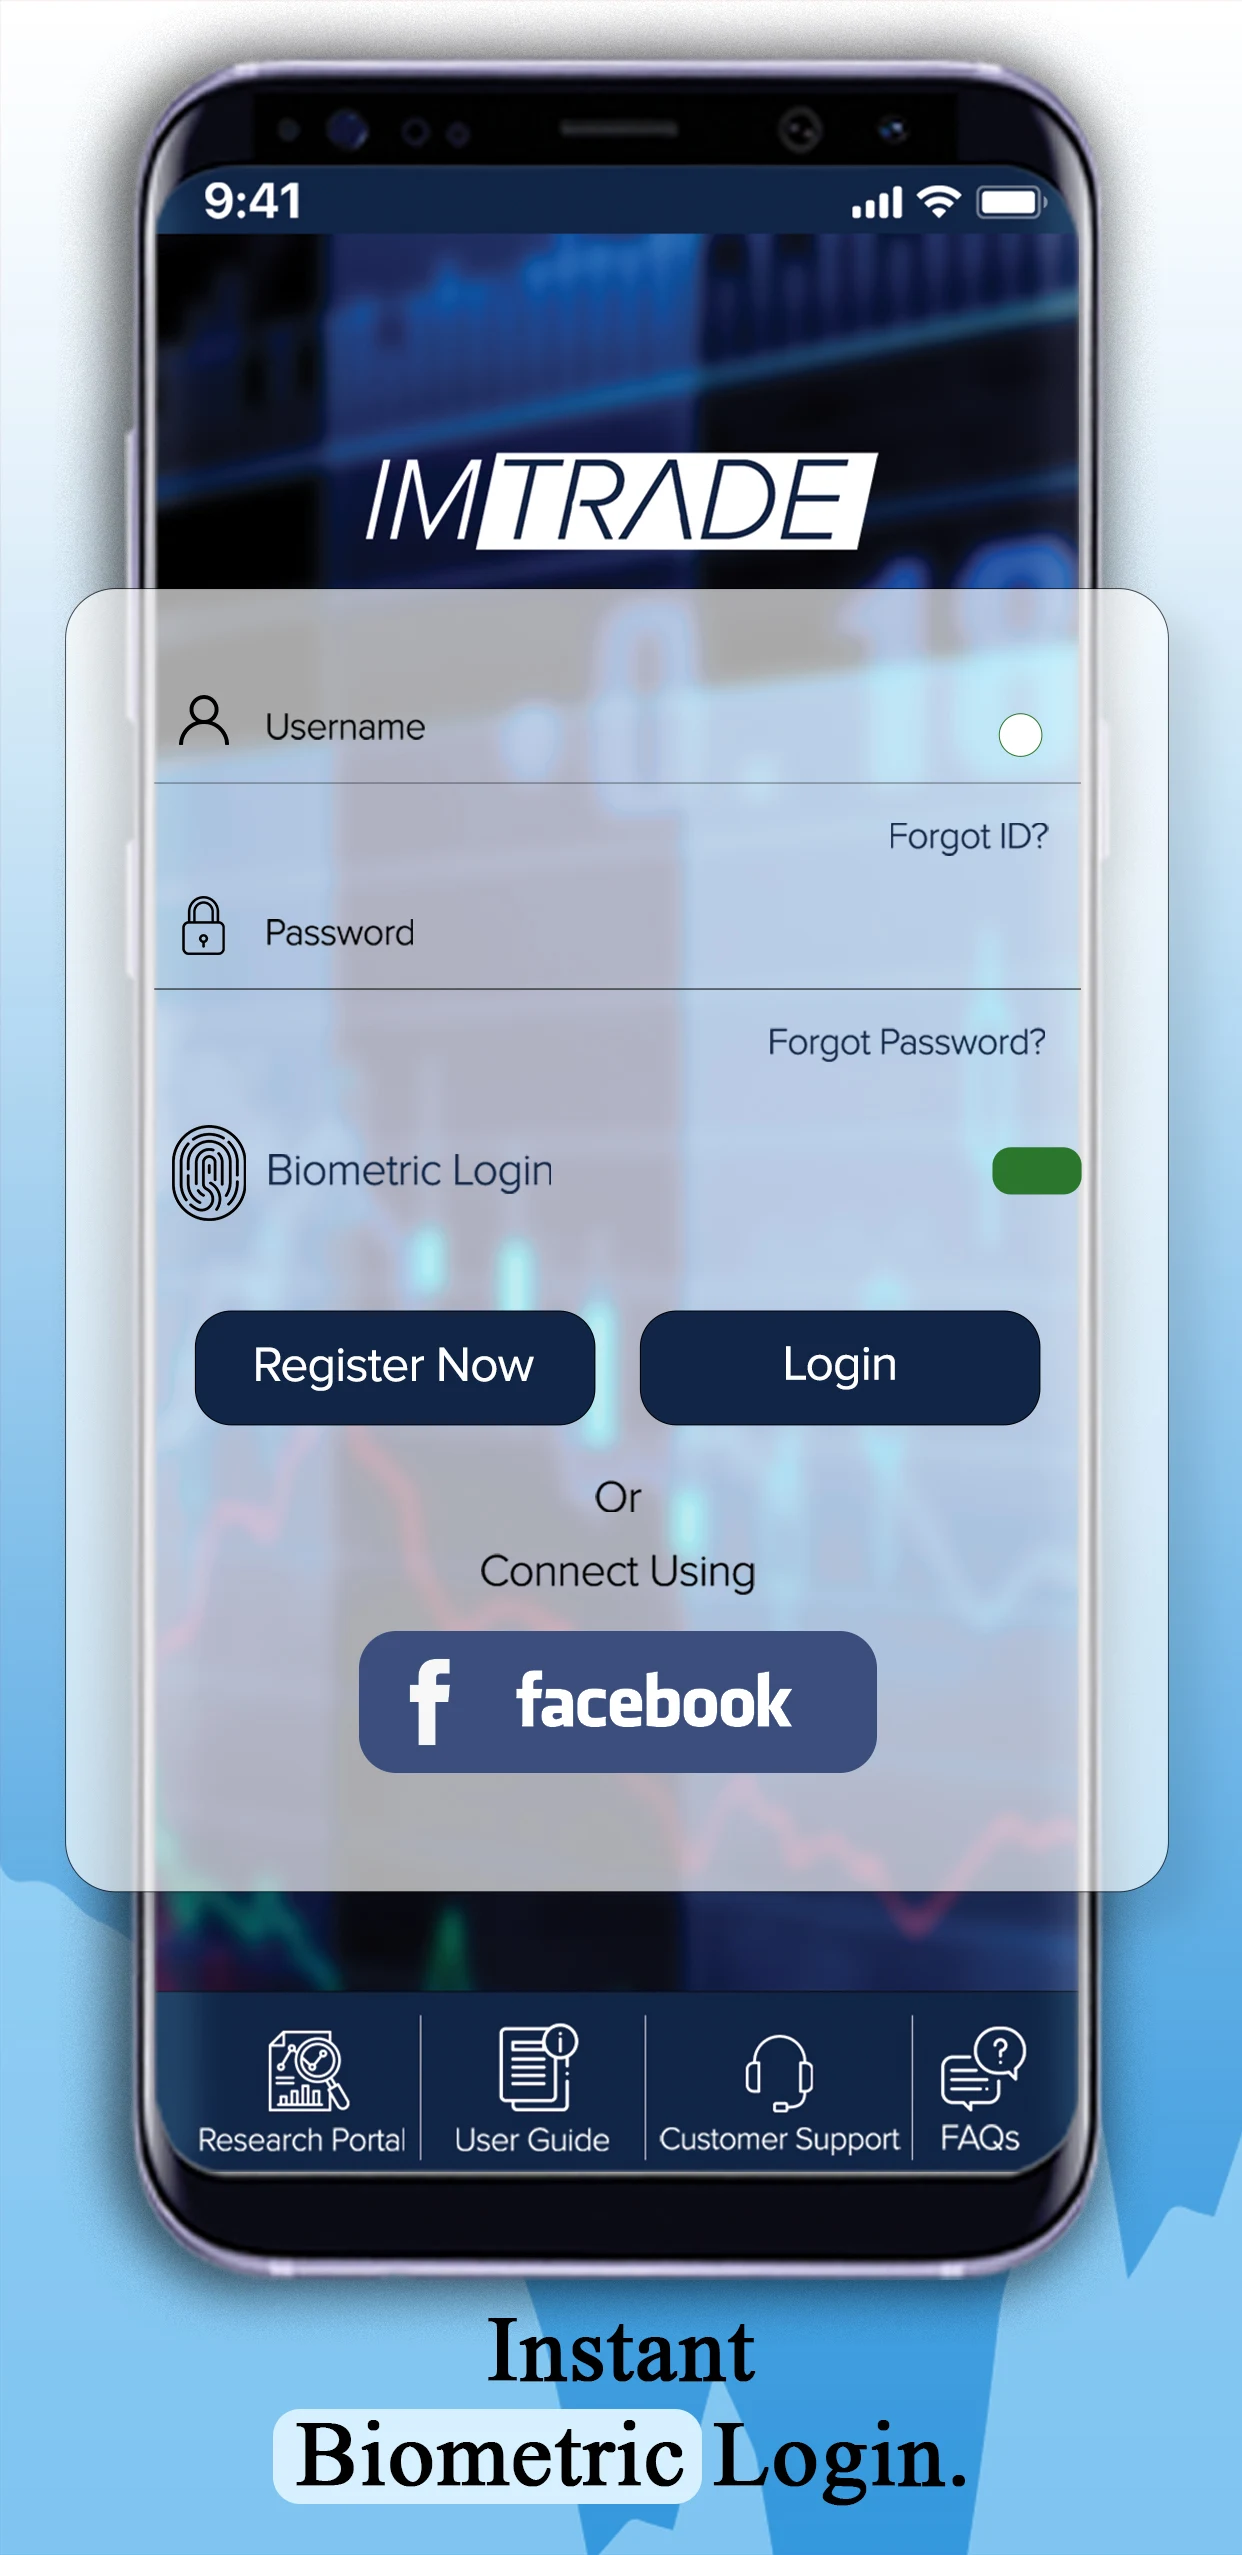 9:41
IMTRADE
Username
Forgot ID?
Password
Forgot Password?
Biometric Login
Register Now
Login
Or
Connect Using
f facebook
Research Portal
User Guide
Customer Support
FAQs
Instant
Biometric Login.